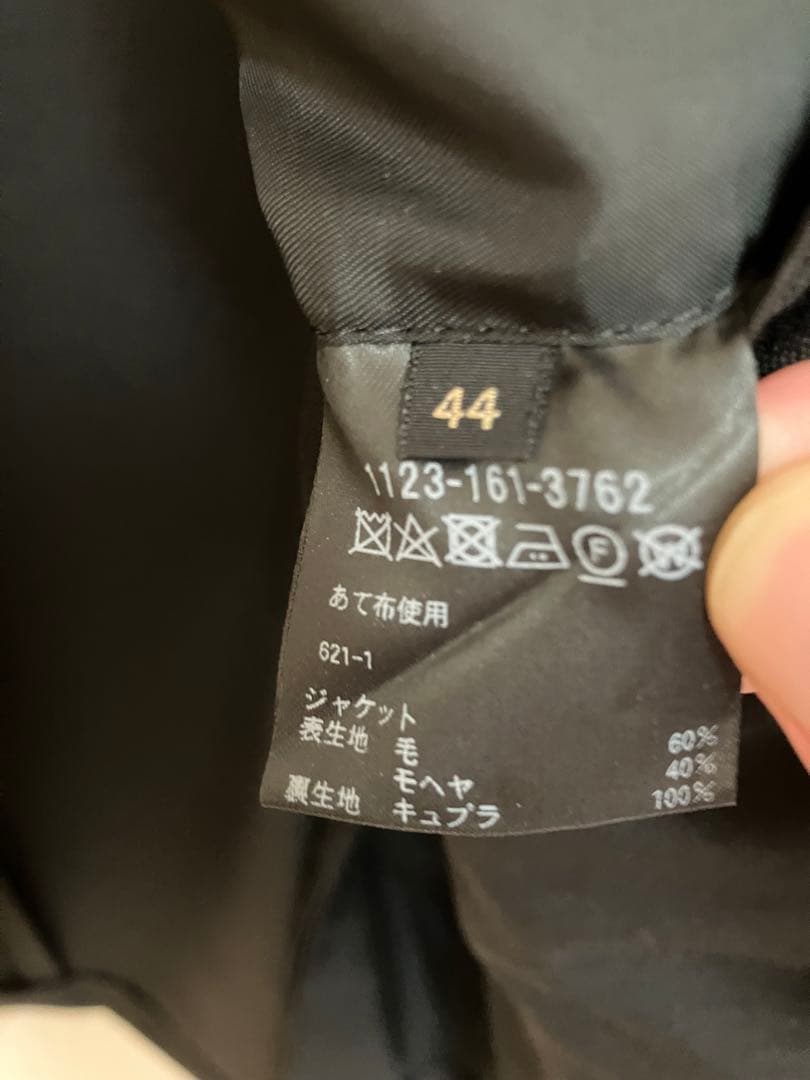 44
1123-161-3762
F W
あて布使用
621-1
ジャケット
表生地 毛 60%
モヘヤ 40%
裏生地 キュプラ 100%